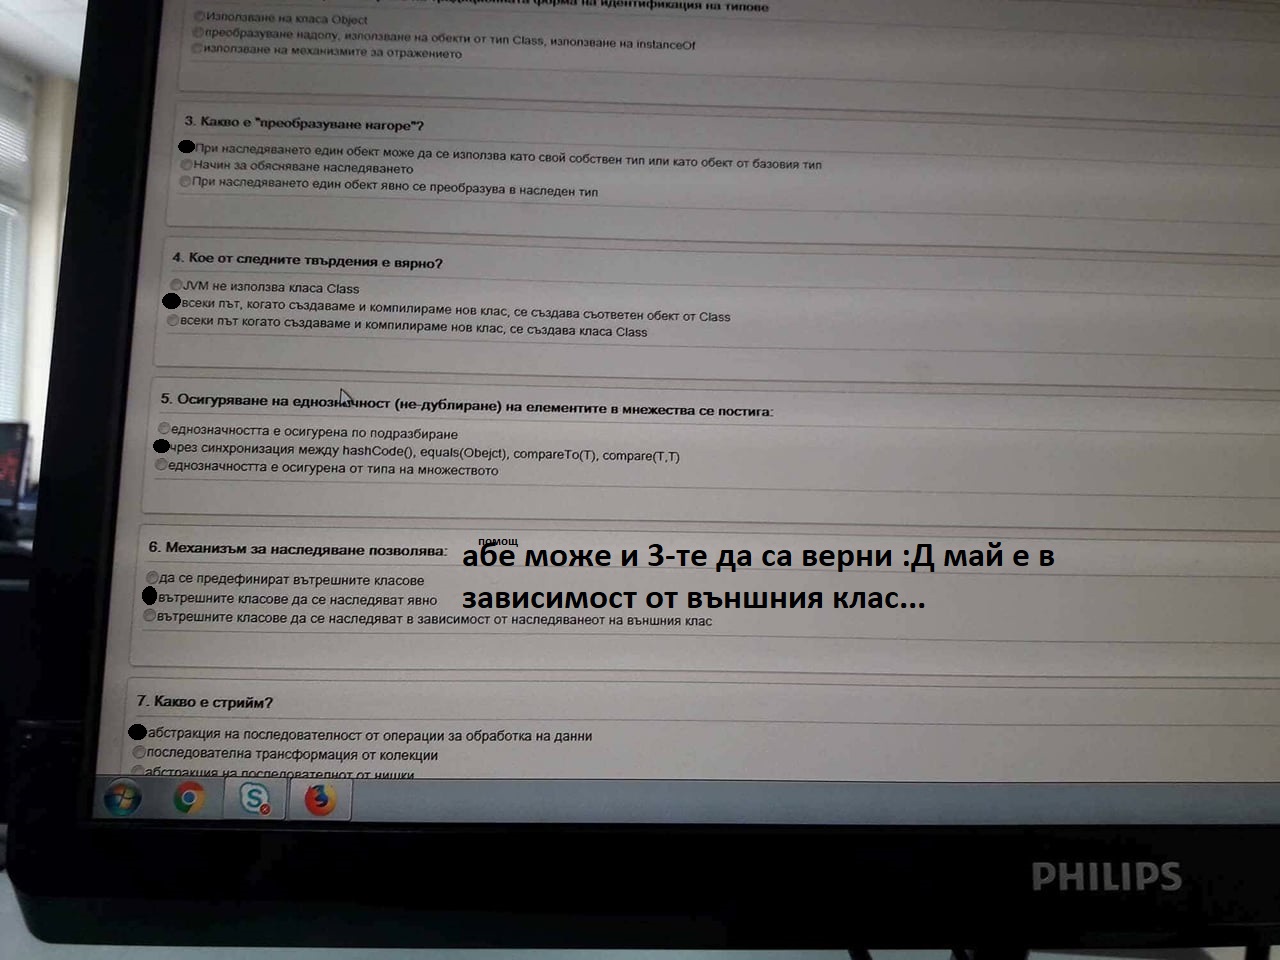 на идентификация на типове
Използване на класа Object
преобразуване надолу, използване на обекти от тип Class, използване на instanceOf
използване на механизмите за отражението
3. Какво е "преобразуване нагоре"?
При наследяването един обект може да се използва като свой собствен тип или като обект от базовия тип
Начин за обясняване наследяването
При наследяването един обект явно се преобразува в наследен тип
4. Кое от следните твърдения е вярно?
JVM не използва класа Class
всеки път, когато създаваме и компилираме нов клас, се създава съответен обект от Class
всеки път когато създаваме и компилираме нов клас, се създава класа Class
5. Осигуряване на еднозначност (не-дублиране) на елементите в множества се постига:
еднозначността е осигурена по подразбиране
чрез синхронизация между hashCode(), equals(Obejct), compareTo(T), compare(T,T)
еднозначността е осигурена от типа на множеството
помощ
6. Механизъм за наследяване позволява: абе може и 3-те да са верни :Д май е в
да се предефинират вътрешните класове
вътрешните класове да се наследяват явно зависимост от външния клас...
вътрешните класове да се наследяват в зависимост от наследяванеот на външния клас
7. Какво е стрийм?
абстракция на последователност от операции за обработка на данни
последователна трансформация от колекции
абстракция на последователнот от нишки
PHILIPS